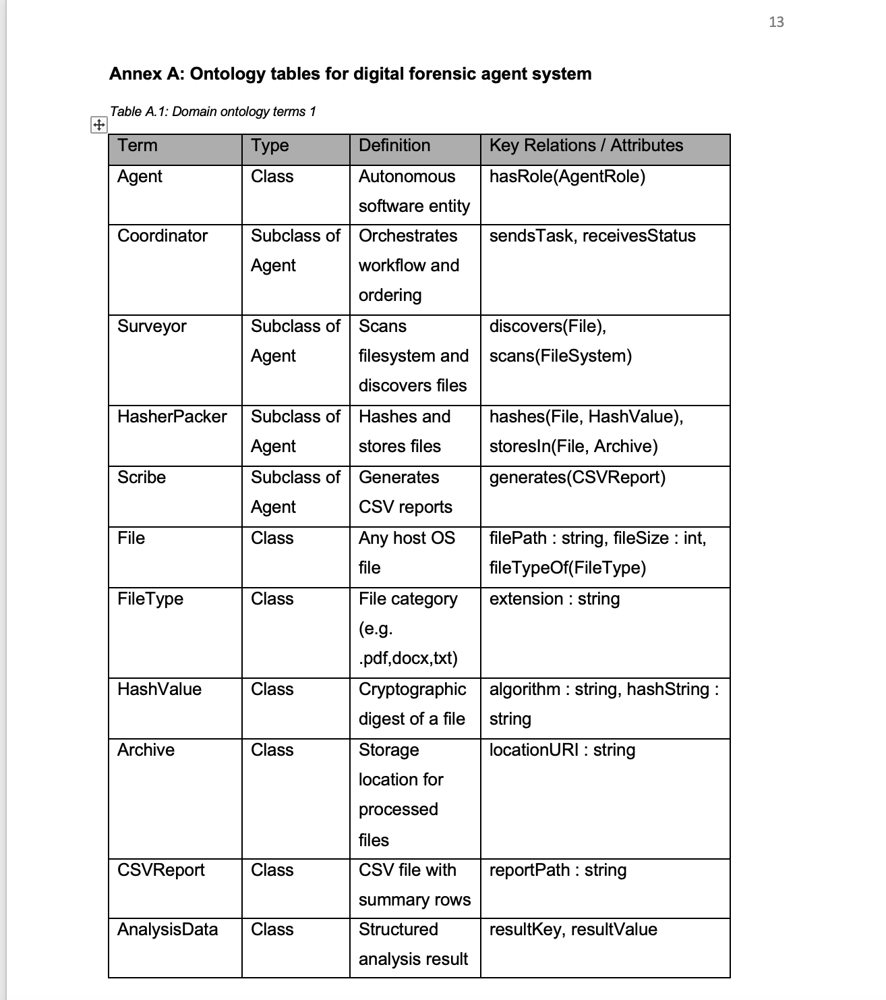 13
Annex A: Ontology tables for digital forensic agent system
Table A.1: Domain ontology terms 1
Term Type Definition Key Relations / Attributes
Agent Class Autonomous hasRole(AgentRole)
software entity
Coordinator Subclass of Orchestrates sendsTask, receivesStatus
Agent workflow and
ordering
Surveyor Subclass of Scans discovers(File),
Agent filesystem and scans(FileSystem)
discovers files
HasherPacker Subclass of Hashes and hashes(File, HashValue),
Agent stores files storesIn(File, Archive)
Scribe Subclass of Generates generates(CSVReport)
Agent CSV reports
File Class Any host OS filePath : string, fileSize : int,
file fileTypeOf(FileType)
FileType Class File category extension : string
(e.g.
.pdf,docx,txt)
HashValue Class Cryptographic algorithm : string, hashString :
digest of a file string
Archive Class Storage locationURI : string
location for
processed
files
CSVReport Class CSV file with reportPath : string
summary rows
AnalysisData Class Structured resultKey, resultValue
analysis result